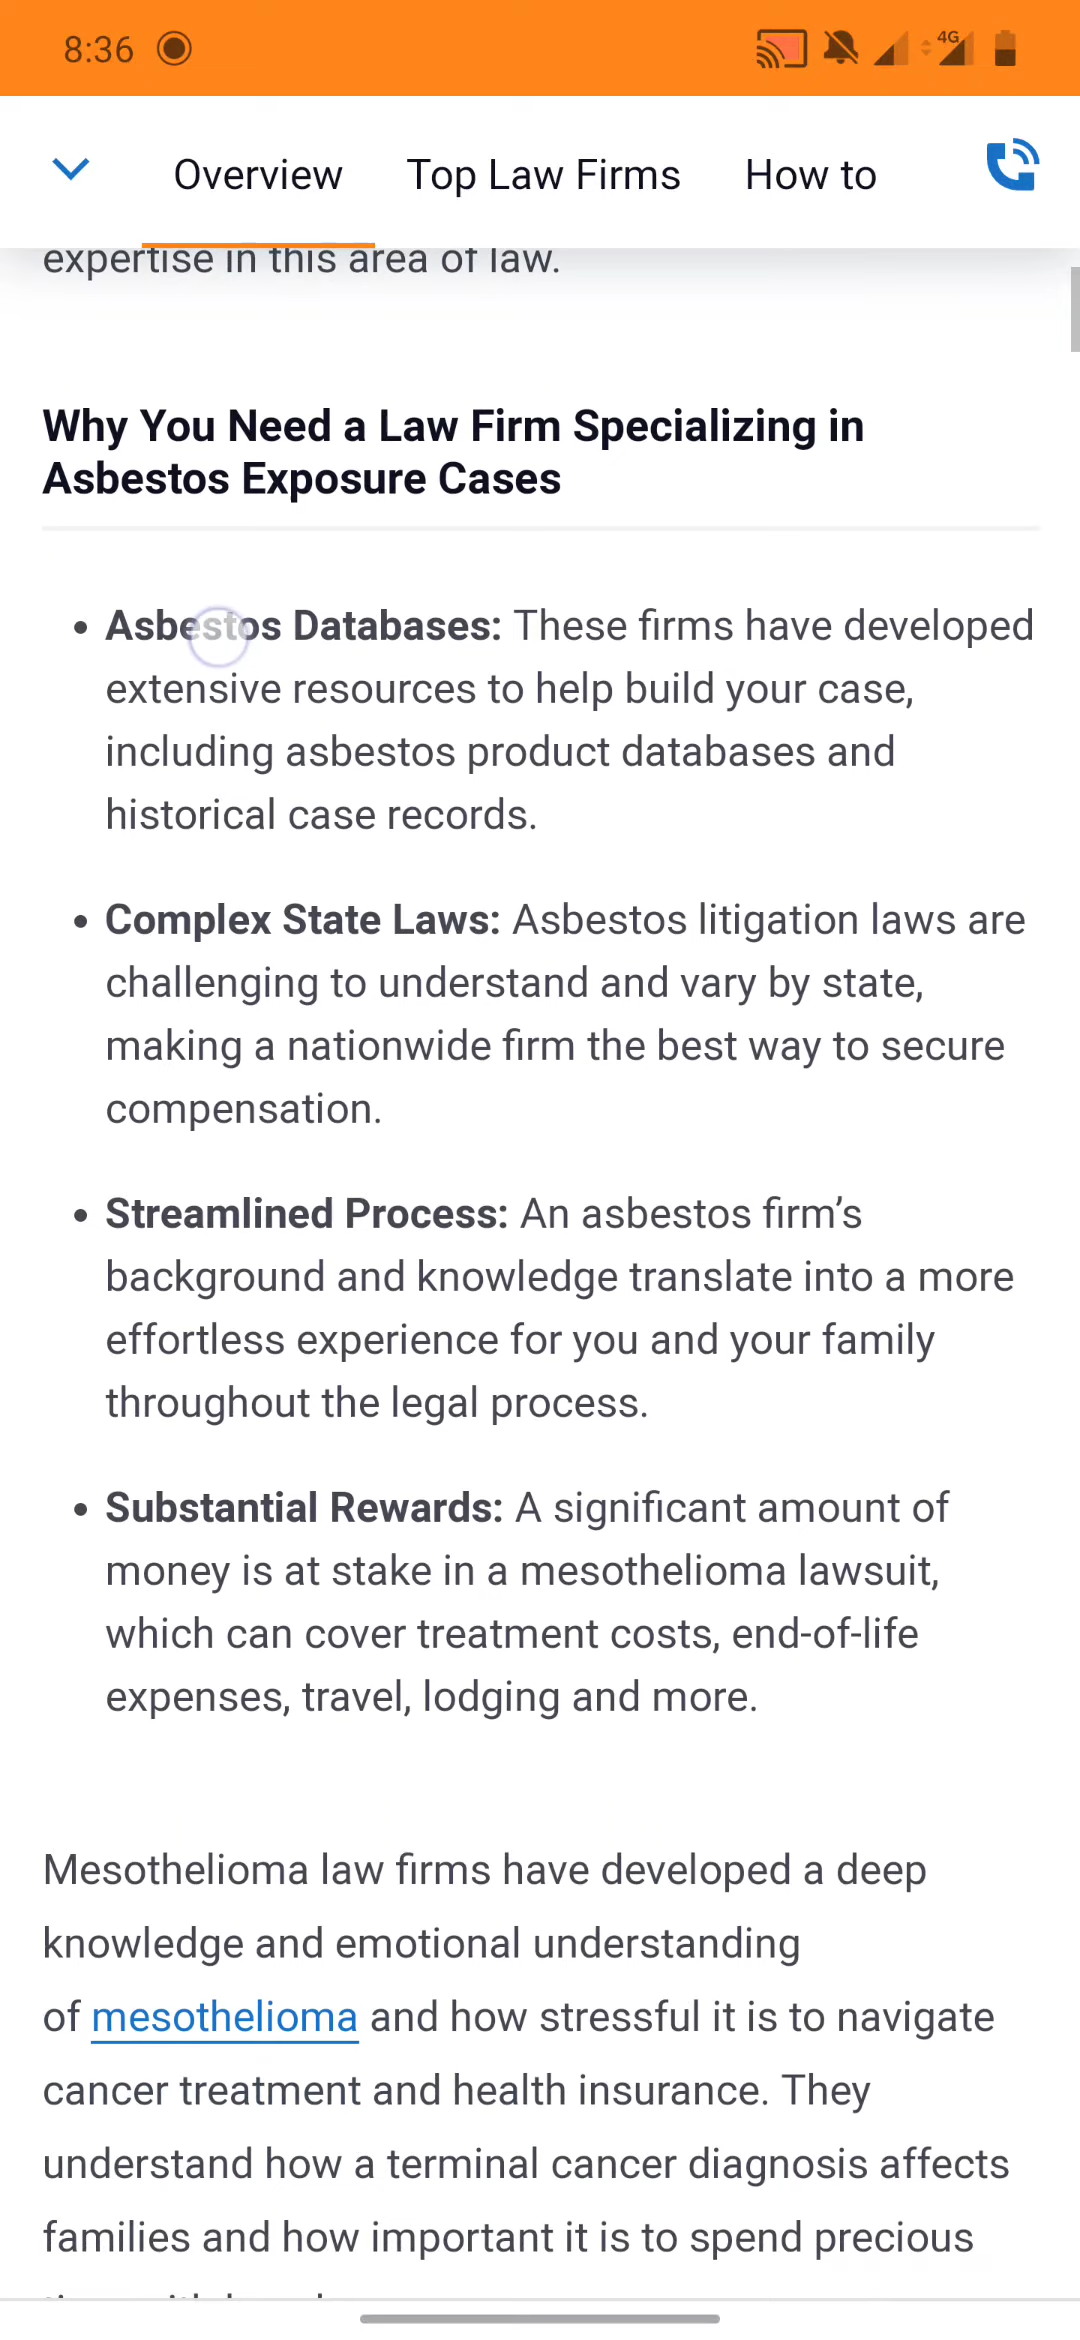 8:36
4G
Overview Top Law Firms How to
expertise in this area of law.
Why You Need a Law Firm Specializing in
Asbestos Exposure Cases
• Asbestos Databases: These firms have developed
extensive resources to help build your case,
including asbestos product databases and
historical case records.
• Complex State Laws: Asbestos litigation laws are
challenging to understand and vary by state,
making a nationwide firm the best way to secure
compensation.
• Streamlined Process: An asbestos firm’s
background and knowledge translate into a more
effortless experience for you and your family
throughout the legal process.
• Substantial Rewards: A significant amount of
money is at stake in a mesothelioma lawsuit,
which can cover treatment costs, end-of-life
expenses, travel, lodging and more.
Mesothelioma law firms have developed a deep
knowledge and emotional understanding
of mesothelioma and how stressful it is to navigate
cancer treatment and health insurance. They
understand how a terminal cancer diagnosis affects
families and how important it is to spend precious